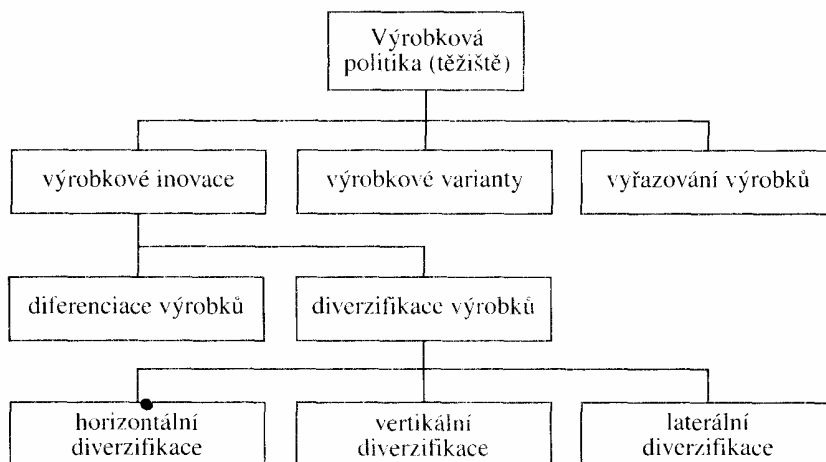 Výrobková
politika (těžiště)
výrobkové inovace
výrobkové varianty
vyřazování výrobků
diferenciace výrobků
diverzifikace výrobků
horizontální
diverzifikace
vertikální
diverzifikace
laterální
diverzifikace